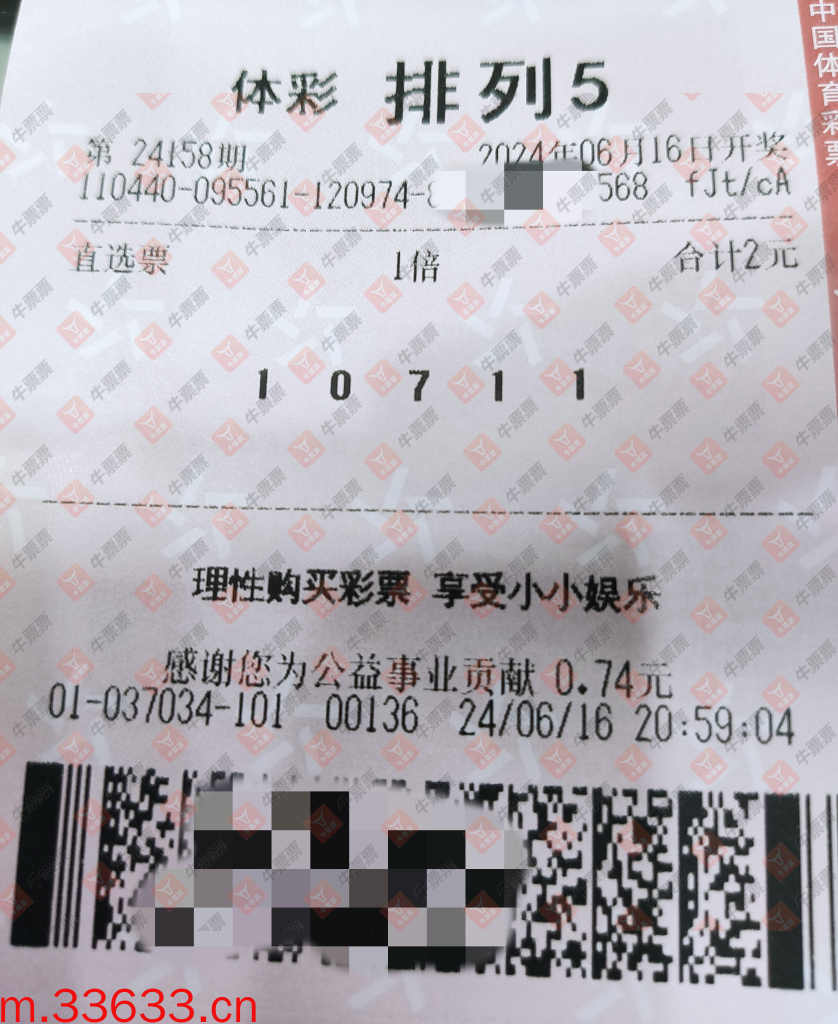 中国体育彩票
体彩 排列5
第 24158期 2024年06月16日开奖
110440-095561-120974-8 568 fJt/cA
直选票 1倍 合计2元
1 0 7 1 1
理性购买彩票 享受小小娱乐
感谢您为公益事业贡献 0.74元
01-037034-101 00136 24/06/16 20:59:04
牛票票
m.33633.cn